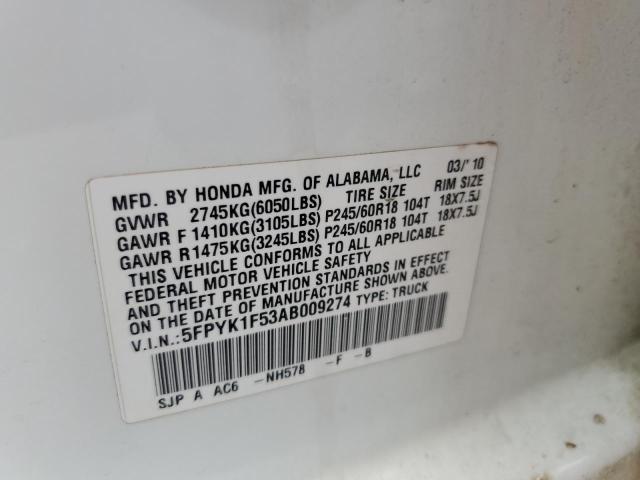 MFD. BY HONDA MFG. OF ALABAMA, LLC 03/'10
GVWR 2745KG(6050LBS) TIRE SIZE RIM SIZE
GAWR F 1410KG(3105LBS) P245/60R18 104T 18X7.5J
GAWR R 1475KG(3245LBS) P245/60R18 104T 18X7.5J
THIS VEHICLE CONFORMS TO ALL APPLICABLE
FEDERAL MOTOR VEHICLE SAFETY
AND THEFT PREVENTION STANDARDS IN EFFECT
ON THE DATE OF MANUFACTURE SHOWN ABOVE.
V.I.N.:5FPYK1F53AB009274 TYPE: TRUCK
SJP A AC6 -NH578 -F -B